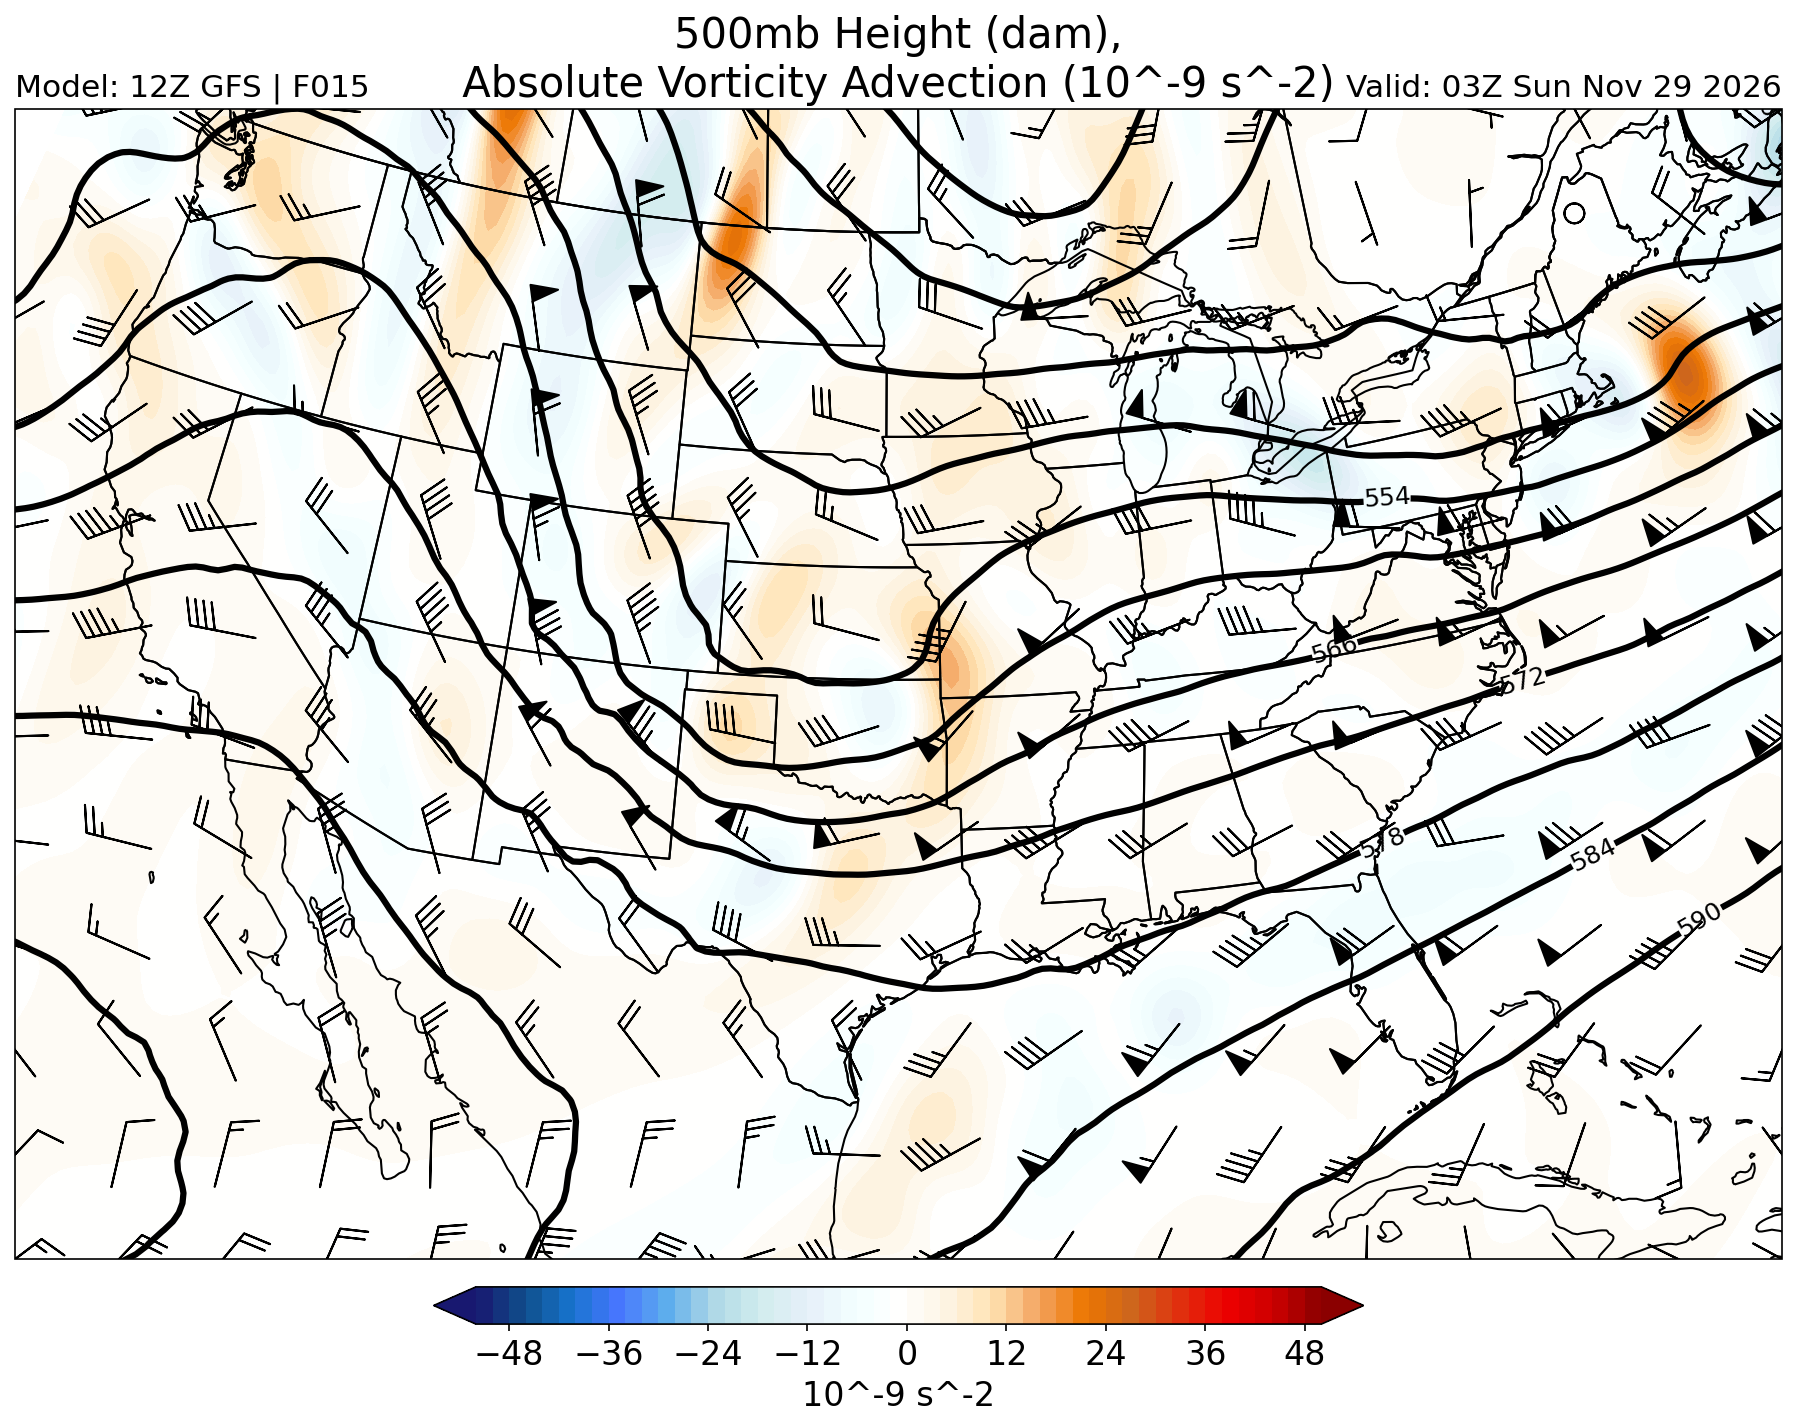 500mb Height (dam),
Model: 12Z GFS | F015 Absolute Vorticity Advection (10^-9 s^-2) Valid: 03Z Sun Nov 29 2026
554
566
572
578
584
590
−48 −36 −24 −12 0 12 24 36 48
10^-9 s^-2